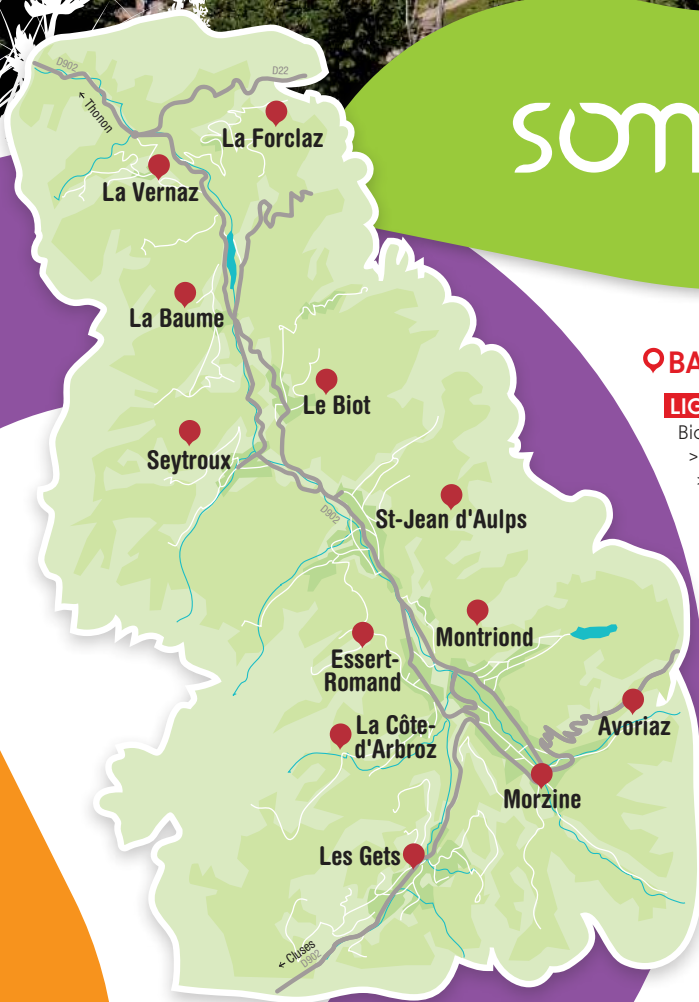 D902
D22
← Thonon
La Forclaz
La Vernaz
La Baume
Le Biot
Seytroux
D902
St-Jean d'Aulps
Montriond
Essert-
Romand
La Côte-
d'Arbroz
Avoriaz
Morzine
Les Gets
← Cluses
D902
som
BA
LIG
>